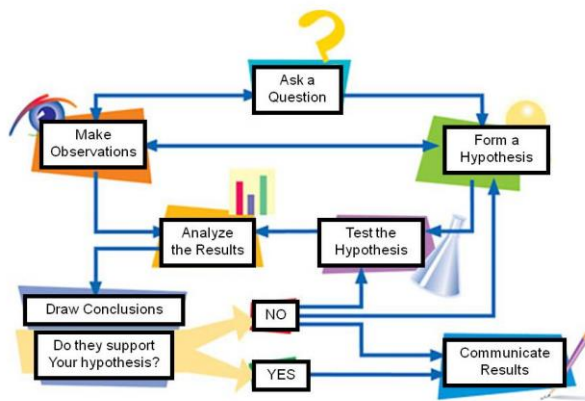 Ask a
Question
Make
Observations
Form a
Hypothesis
Analyze
the Results
Test the
Hypothesis
Draw Conclusions
Do they support
Your hypothesis?
NO
YES
Communicate
Results